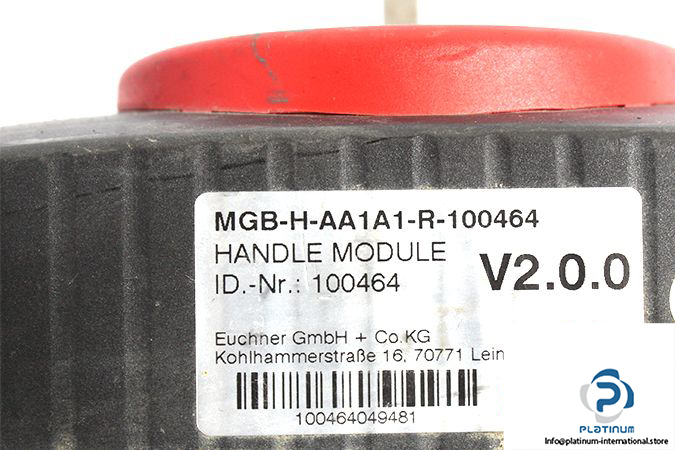 MGB-H-AA1A1-R-100464
HANDLE MODULE
ID.-Nr.: 100464
V2.0.0
Euchner GmbH + Co.KG
Kohlhammerstraße 16, 70771 Lein
100464049481
PLATINUM
Info@platinum-international.store